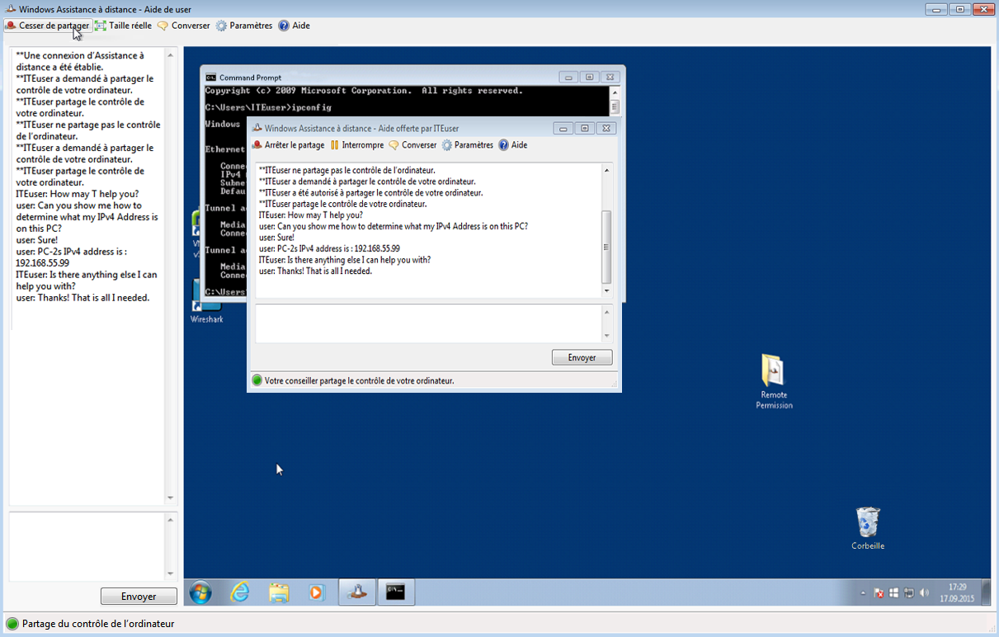 Windows Assistance à distance - Aide de user
Cesser de partager Taille réelle Converser Paramètres Aide
**Une connexion d'Assistance à
distance a été établie.
**ITEuser a demandé à partager le
contrôle de votre ordinateur.
**ITEuser partage le contrôle de
votre ordinateur.
**ITEuser ne partage pas le contrôle
de l'ordinateur.
**ITEuser a demandé à partager le
contrôle de votre ordinateur.
**ITEuser partage le contrôle de
votre ordinateur.
ITEuser: How may T help you?
user: Can you show me how to
determine what my IPv4 Address is
on this PC?
user: Sure!
user: PC-2s IPv4 address is :
192.168.55.99
ITEuser: Is there anything else I can
help you with?
user: Thanks! That is all I needed.
Envoyer
Command Prompt
Copyright (c) 2009 Microsoft Corporation. All rights reserved.
C:\Users\ITEuser>ipconfig
Windows
Ethernet
Conne
IPv4
Subne
Defau
Tunnel a
Media
Conne
Tunnel a
Media
Conne
C:\Users
Windows Assistance à distance - Aide offerte par ITEuser
Arrêter le partage Interrompre Converser Paramètres Aide
**ITEuser ne partage pas le contrôle de l'ordinateur.
**ITEuser a demandé à partager le contrôle de votre ordinateur.
**ITEuser a été autorisé à partager le contrôle de votre ordinateur.
**ITEuser partage le contrôle de votre ordinateur.
ITEuser: How may T help you?
user: Can you show me how to determine what my IPv4 Address is on this PC?
user: Sure!
user: PC-2s IPv4 address is : 192.168.55.99
ITEuser: Is there anything else I can help you with?
user: Thanks! That is all I needed.
Envoyer
Votre conseiller partage le contrôle de votre ordinateur.
Wireshark
Remote
Permission
Corbeille
17:29
17.09.2015
Partage du contrôle de l'ordinateur